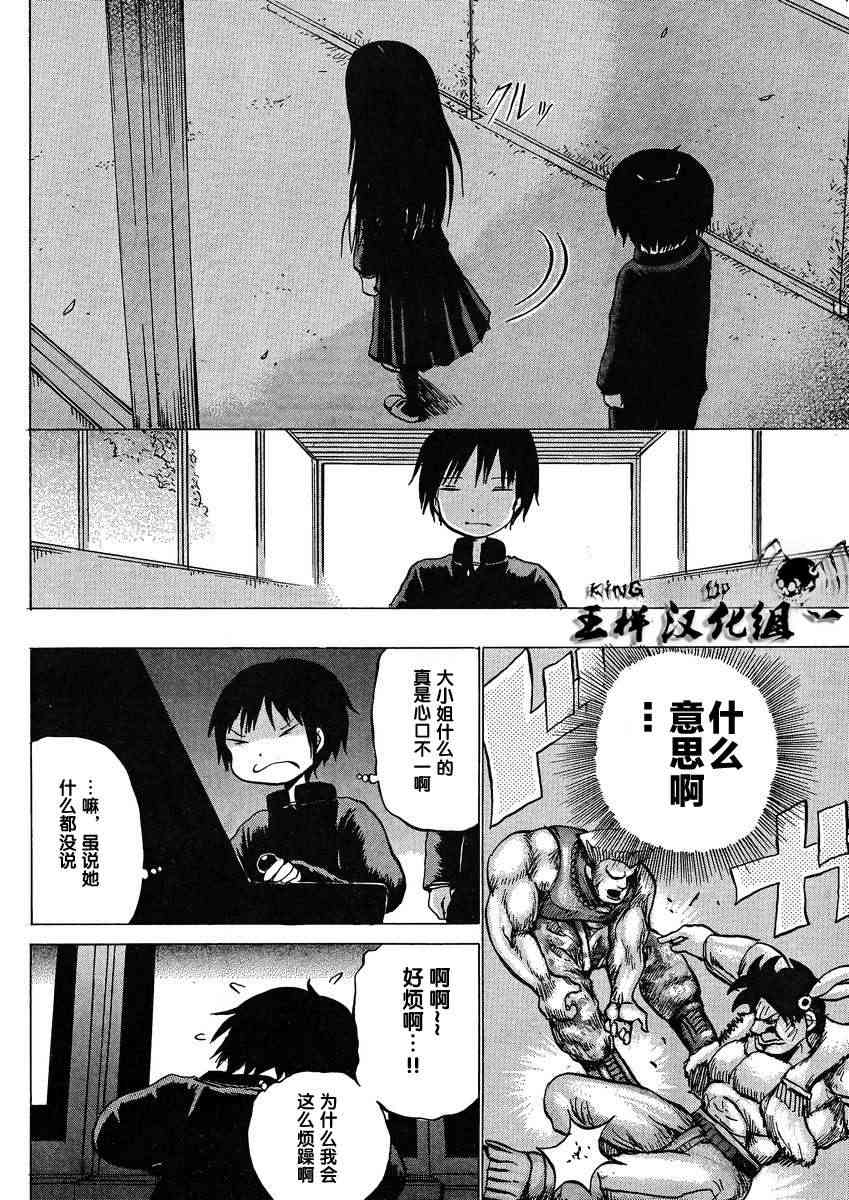 クルッ
KING
王样汉化组
什么
意思啊
…
大小姐什么的
真是心口不一啊
…
…嘛，虽说她
什么都没说
…
啊啊~
好烦啊…!!
为什么我会
这么烦躁啊